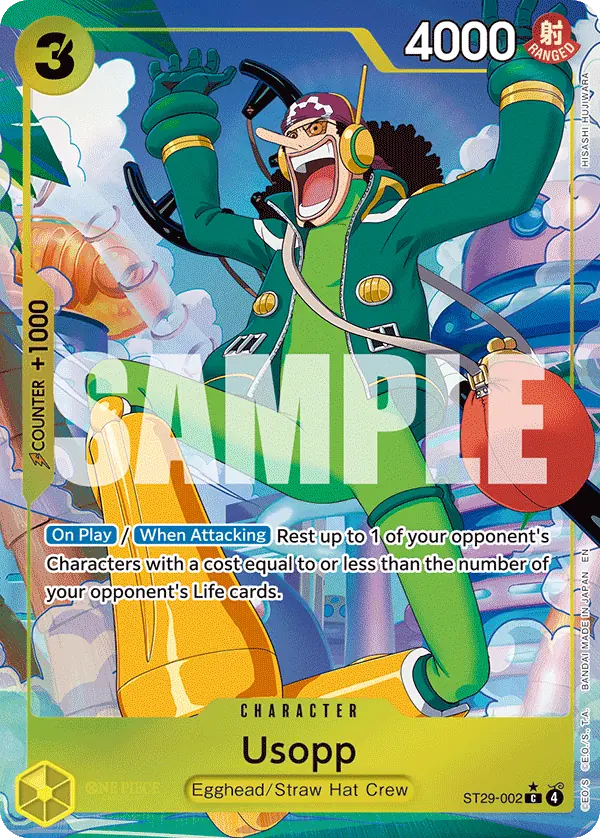 3
4000
射
RANGED
HISASHI HUJIWARA
COUNTER +1000
SAMPLE
On Play / When Attacking Rest up to 1 of your opponent's
Characters with a cost equal to or less than the number of
your opponent's Life cards.
©E.O/S. ©E.O./S.,T.A. BANDAI MADE IN JAPAN EN
CHARACTER
Usopp
ONE PIECE
Egghead/Straw Hat Crew
ST29-002 C 4